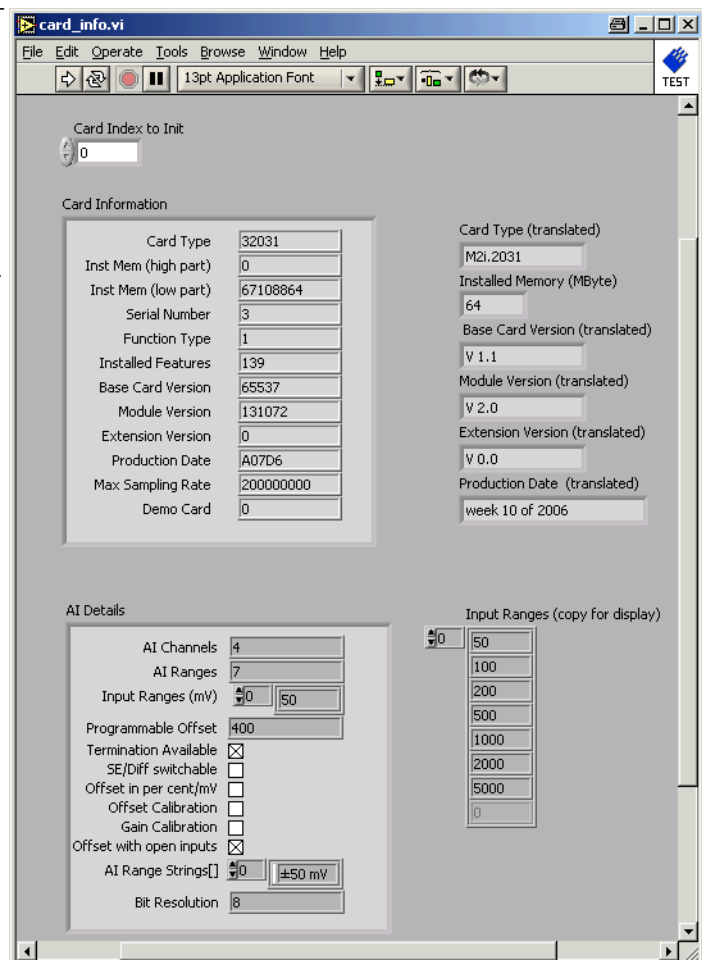 card_info.vi
File Edit Operate Tools Browse Window Help
13pt Application Font
TEST
Card Index to Init
0
Card Information
Card Type 32031
Inst Mem (high part) 0
Inst Mem (low part) 67108864
Serial Number 3
Function Type 1
Installed Features 139
Base Card Version 65537
Module Version 131072
Extension Version 0
Production Date A07D6
Max Sampling Rate 200000000
Demo Card 0
Card Type (translated)
M2i.2031
Installed Memory (MByte)
64
Base Card Version (translated)
V 1.1
Module Version (translated)
V 2.0
Extension Version (translated)
V 0.0
Production Date (translated)
week 10 of 2006
AI Details
AI Channels 4
AI Ranges 7
Input Ranges (mV) 0 50
Programmable Offset 400
Termination Available
SE/Diff switchable
Offset in per cent/mV
Offset Calibration
Gain Calibration
Offset with open inputs
AI Range Strings[] 0 ±50 mV
Bit Resolution 8
Input Ranges (copy for display)
0 50
100
200
500
1000
2000
5000
0